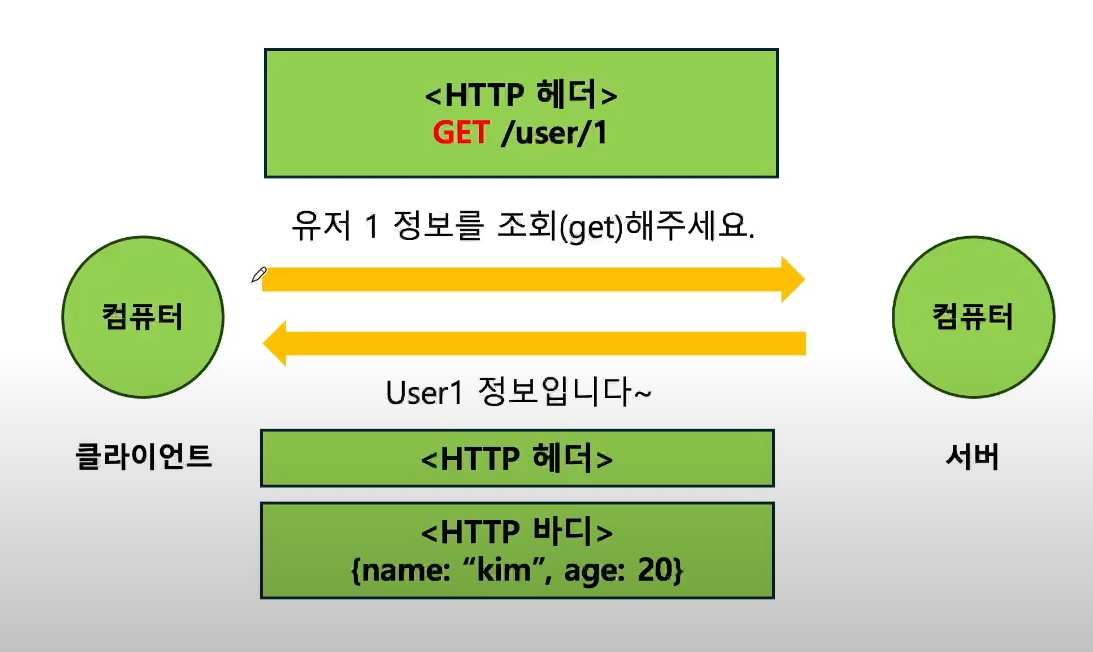 <HTTP 헤더>
GET /user/1
유저 1 정보를 조회(get)해주세요.
컴퓨터
컴퓨터
User1 정보입니다~
클라이언트
<HTTP 헤더>
서버
<HTTP 바디>
{name: “kim”, age: 20}